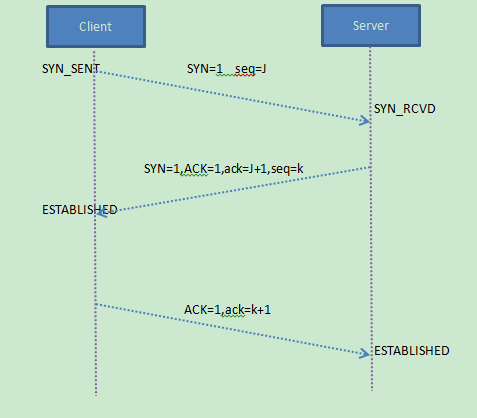 Client
Server
SYN_SENT
SYN=1 seq=J
SYN_RCVD
SYN=1,ACK=1,ack=J+1,seq=k
ESTABLISHED
ACK=1,ack=k+1
ESTABLISHED